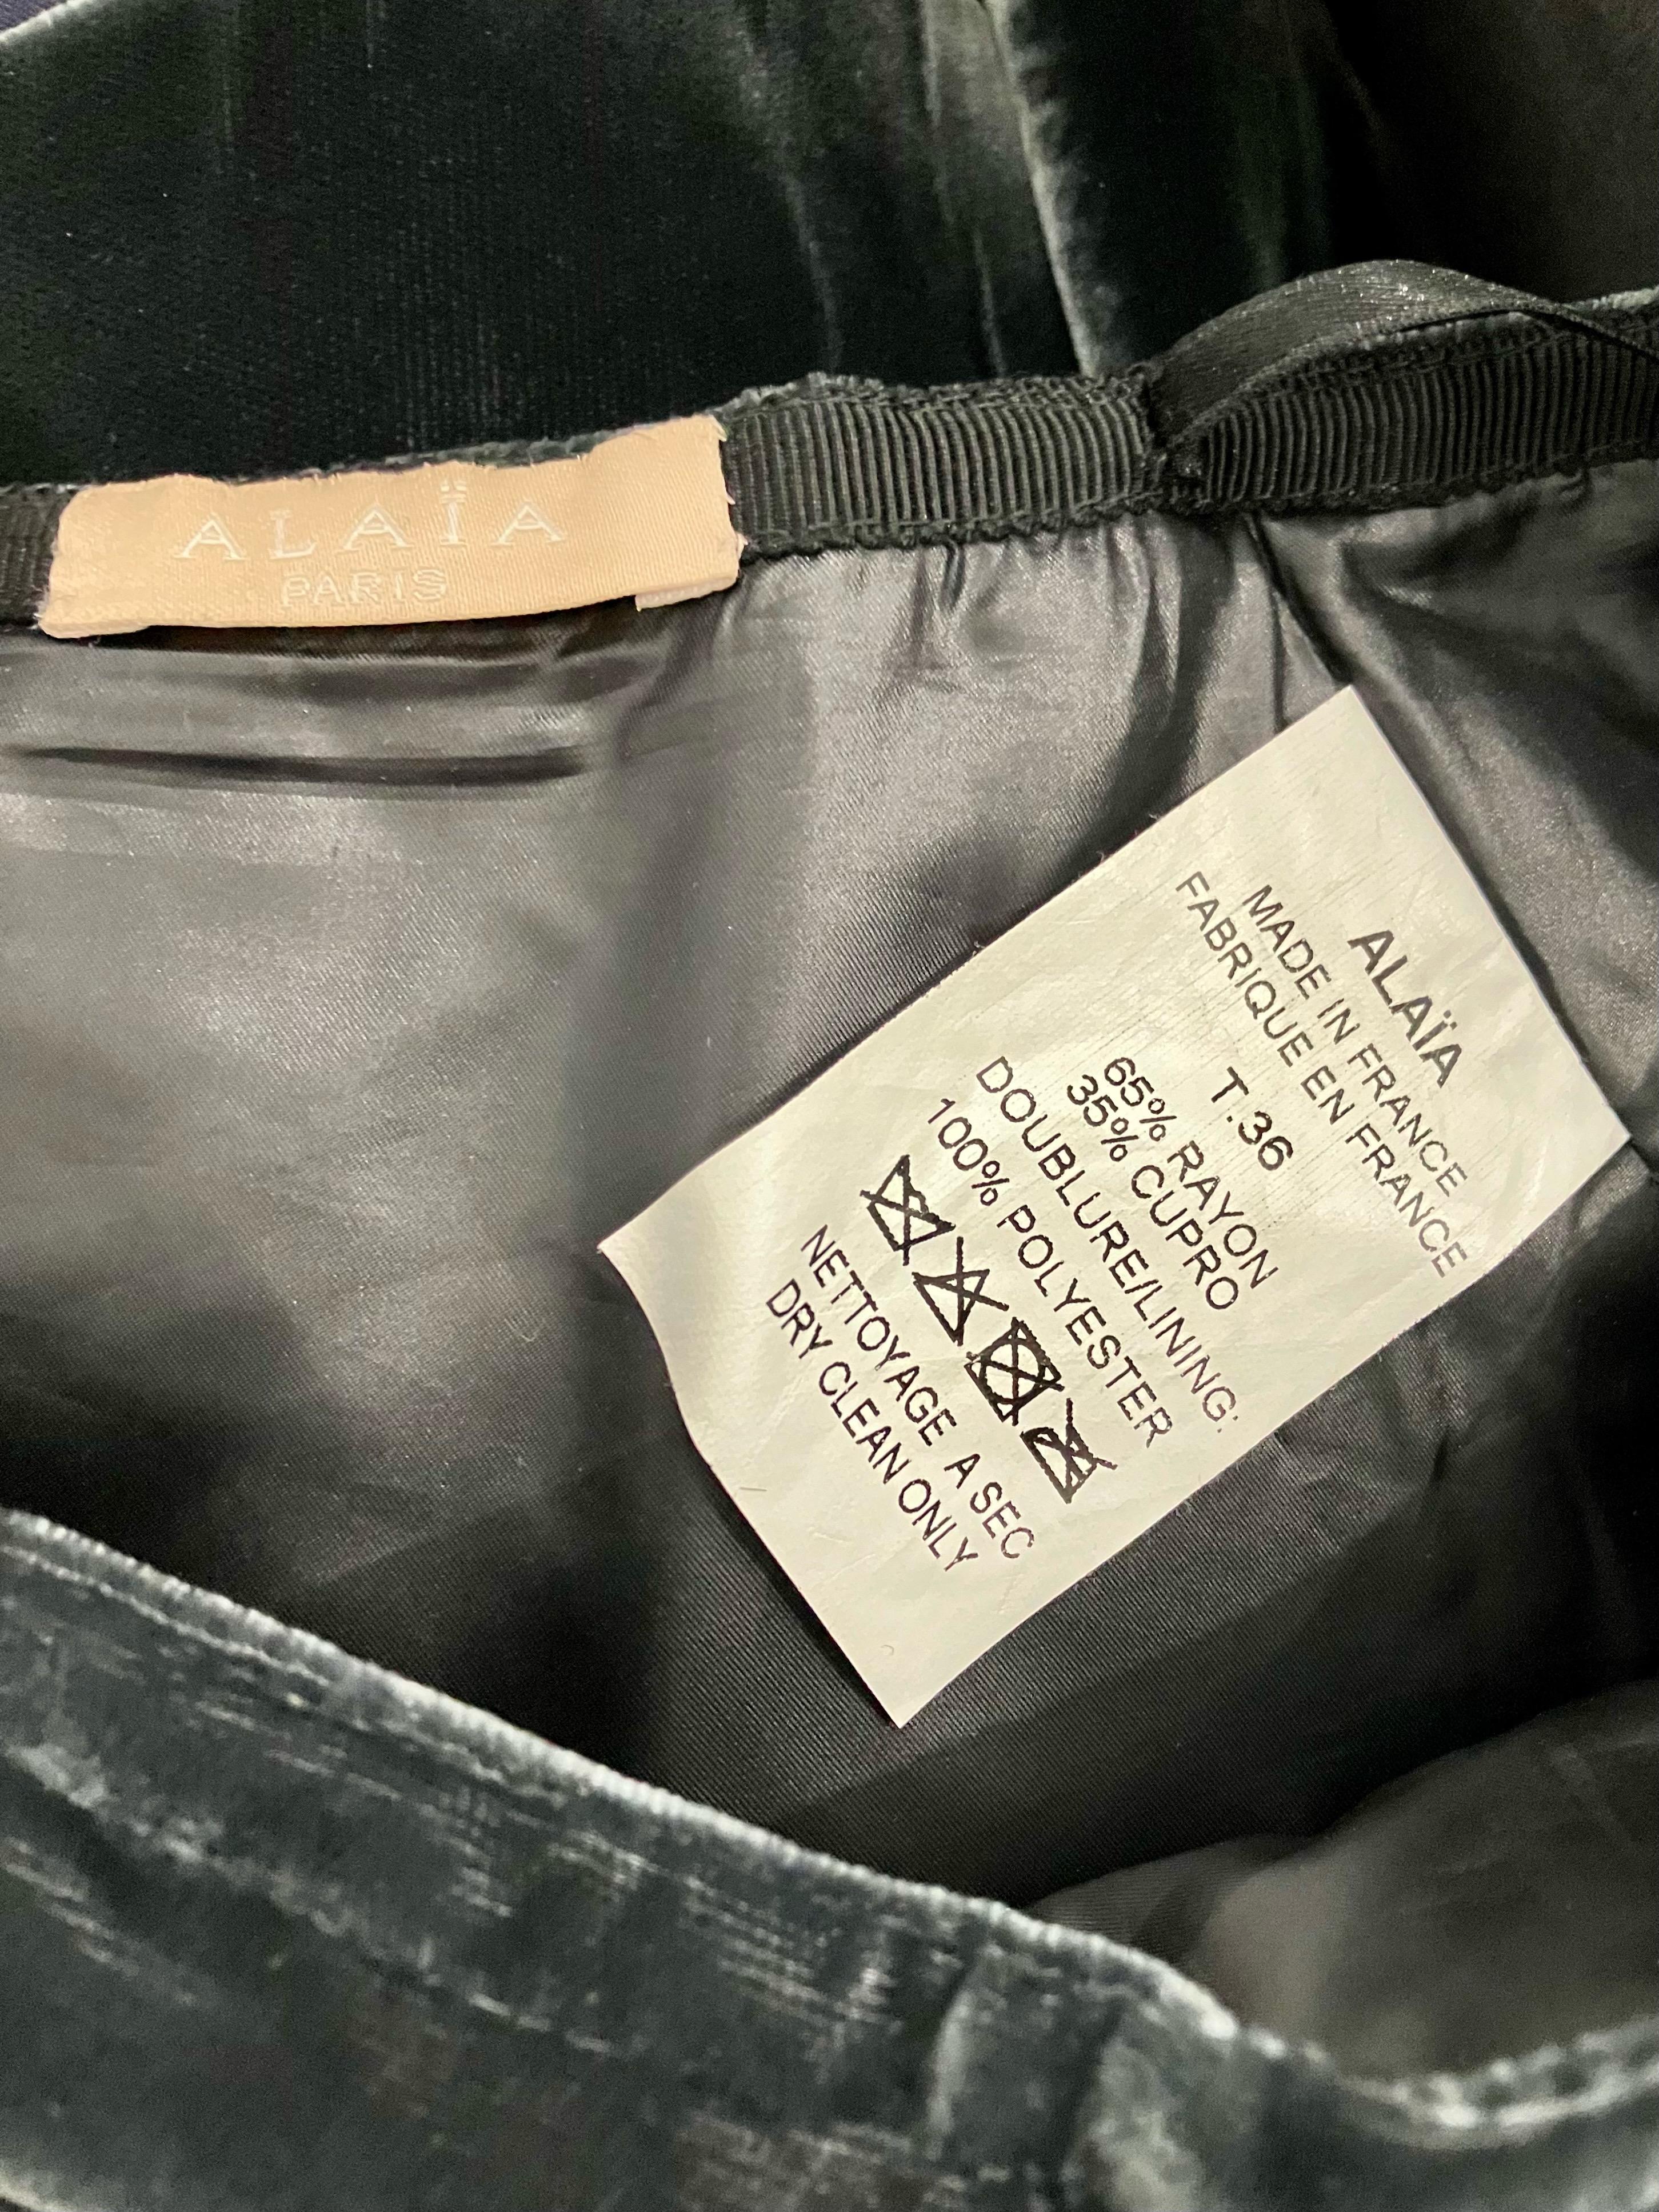 ALAÏA
PARIS
ALAÏA
MADE IN FRANCE
FABRIQUE EN FRANCE
T.36
65% RAYON
35% CUPRO
DOUBLURE/LINING:
100% POLYESTER
NETTOYAGE A SEC
DRY CLEAN ONLY